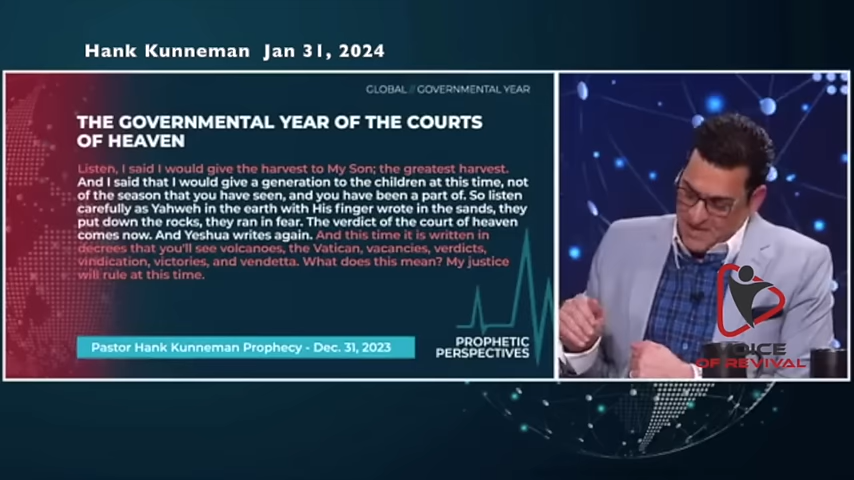 Hank Kunneman Jan 31, 2024
GLOBAL // GOVERNMENTAL YEAR
THE GOVERNMENTAL YEAR OF THE COURTS
OF HEAVEN
Listen, I said I would give the harvest to My Son; the greatest harvest.
And I said that I would give a generation to the children at this time, not
of the season that you have seen, and you have been a part of. So listen
carefully as Yahweh in the earth with His finger wrote in the sands, they
put down the rocks, they ran in fear. The verdict of the court of heaven
comes now. And Yeshua writes again. And this time it is written in
decrees that you'll see volcanoes, the Vatican, vacancies, verdicts,
vindication, victories, and vendetta. What does this mean? My justice
will rule at this time.
Pastor Hank Kunneman Prophecy - Dec. 31, 2023
PROPHETIC
PERSPECTIVES
OF REVIVAL